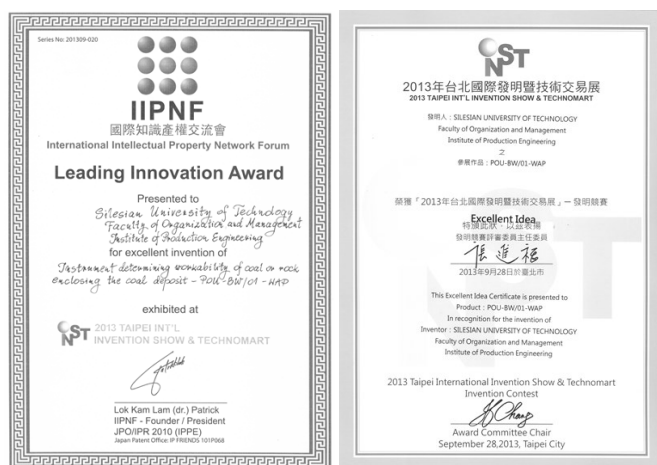 Series No: 201309-020
IIPNF
國際知識產權交流會
International Intellectual Property Network Forum
Leading Innovation Award
Presented to
Silesian University of Technology
Faculty of Organization and Management
Institute of Production Engineering
for excellent invention of
Instrument determining workability of coal or rock
enclosing the coal deposit - POU-BW/01-WAP
exhibited at
INST 2013 TAIPEI INT'L
INVENTION SHOW & TECHNOMART
Lok Kam Lam (dr.) Patrick
IIPNF - Founder / President
JPO/IPR 2010 (IPPE)
Japan Patent Office: IP FRIENDS 101P068
INST
2013年台北國際發明暨技術交易展
2013 TAIPEI INT'L INVENTION SHOW & TECHNOMART
發明人：SILESIAN UNIVERSITY OF TECHNOLOGY
Faculty of Organization and Management
Institute of Production Engineering
之
參展作品：POU-BW/01-WAP
榮獲「2013年台北國際發明暨技術交易展」－發明競賽
Excellent Idea
特頒此狀，以茲表揚
發明競賽評審委員主任委員
張進福
2013年9月28日於臺北市
This Excellent Idea Certificate is presented to
Product : POU-BW/01-WAP
In recognition for the invention of
Inventor : SILESIAN UNIVERSITY OF TECHNOLOGY
Faculty of Organization and Management
Institute of Production Engineering
2013 Taipei International Invention Show & Technomart
Invention Contest
Award Committee Chair
September 28,2013, Taipei City